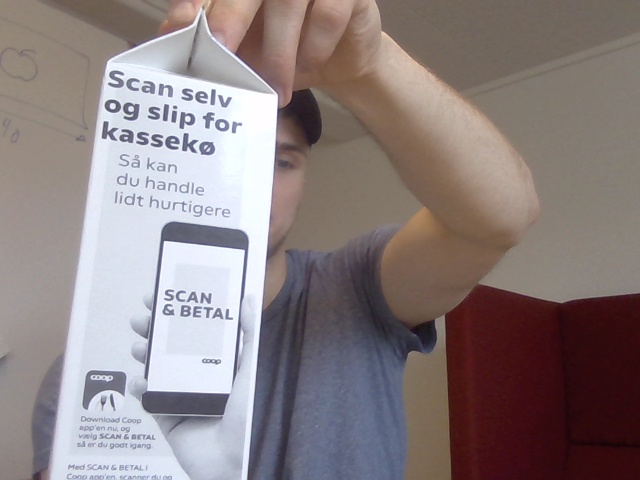 Scan selv
og slip for
kassekø
Så kan
du handle
lidt hurtigere
SCAN
& BETAL
coop
coop
Download Coop
app'en nu, og
vælg SCAN & BETAL
så er du godt igang
Med SCAN & BETAL i
Coop app'en, scanner du og